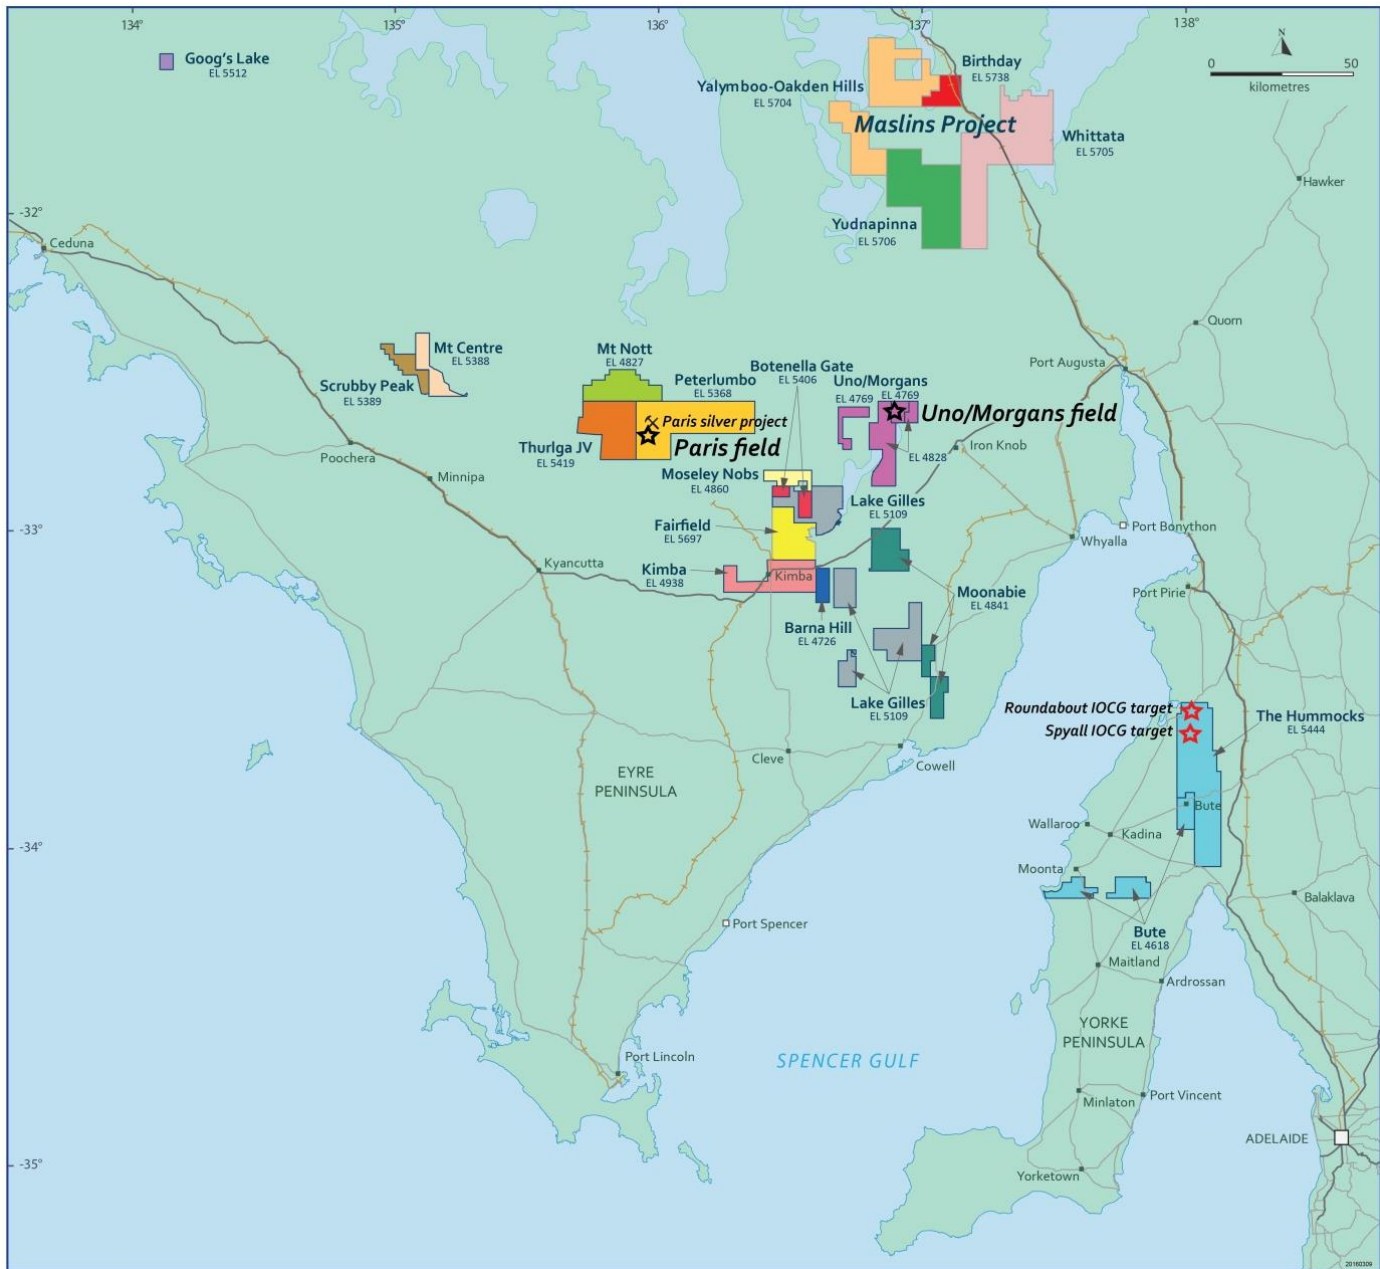 134°
135°
136°
137°
138°
Goog's Lake
EL 5512
N
0 50
kilometres
Birthday
EL 5738
Yalymboo-Oakden Hills
EL 5704
Maslins Project
Whittata
EL 5705
Hawker
-32°
Yudnapinna
EL 5706
Ceduna
Quorn
Mt Centre
EL 5388
Scrubby Peak
EL 5389
Mt Nott
EL 4827
Peterlumbo
EL 5368
Botenella Gate
EL 5406
Uno/Morgans
EL 4769
EL 4769
Port Augusta
Paris silver project
Paris field
Uno/Morgans field
Thurlga JV
EL 5419
EL 4828
Iron Knob
Poochera
Minnipa
Moseley Nobs
EL 4860
Lake Gilles
EL 5109
-33°
Fairfield
EL 5697
Port Bonython
Whyalla
Kyancutta
Kimba
EL 4938
Kimba
Moonabie
EL 4841
Port Pirie
Barna Hill
EL 4726
Lake Gilles
EL 5109
Roundabout IOCG target
Spyall IOCG target
The Hummocks
EL 5444
Cleve
Cowell
EYRE
PENINSULA
Bute
Wallaroo
Kadina
-34°
Moonta
Balaklava
Port Spencer
Bute
EL 4618
Maitland
Ardrossan
YORKE
PENINSULA
Port Lincoln
SPENCER GULF
Minlaton
Port Vincent
ADELAIDE
-35°
Yorketown
20160309